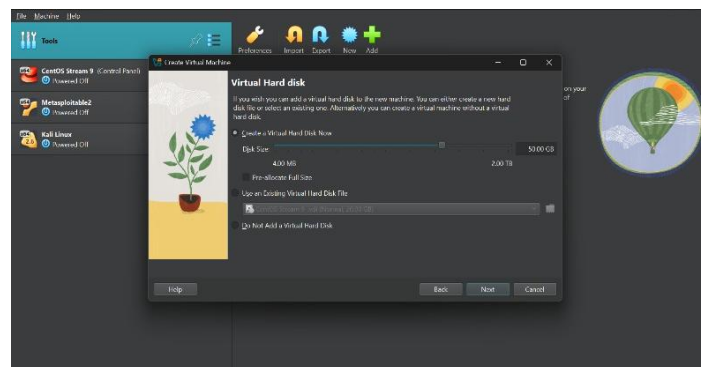 File Machine Help
Tools
Preferences Import Export New Add
CentOS Stream 9 (Control Panel)
Powered Off
Metasploitable2
Powered Off
Kali Linux
Powered Off
Create Virtual Machine
Virtual Hard disk
If you wish you can add a virtual hard disk to the new machine. You can either create a new hard
disk file or select an existing one. Alternatively you can create a virtual machine without a virtual
hard disk.
Create a Virtual Hard Disk Now
Disk Size:
50.00 GB
4.00 MB 2.00 TB
Pre-allocate Full Size
Use an Existing Virtual Hard Disk File
Do Not Add a Virtual Hard Disk
Help Back Next Cancel
on your
of